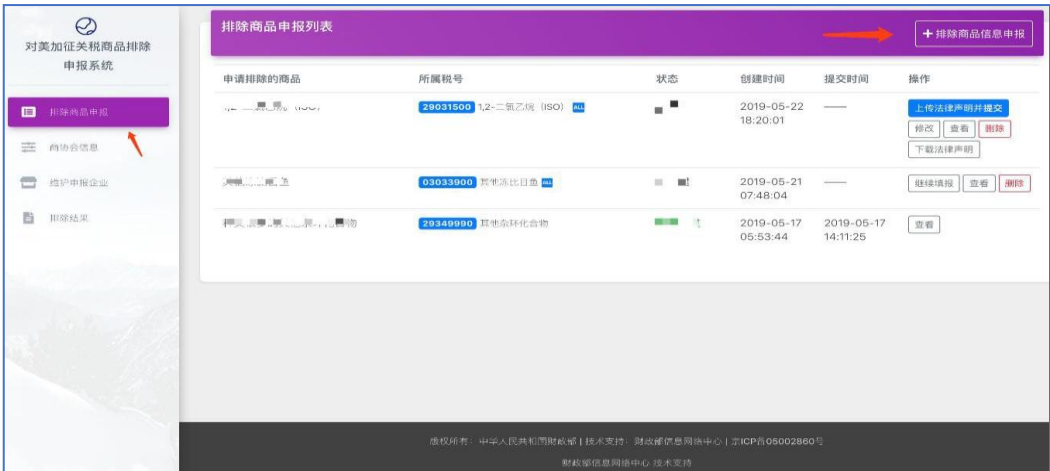 对美加征关税商品排除
申报系统
排除商品申报
商协会信息
维护申报企业
排除结果
排除商品申报列表
+排除商品信息申报
申请排除的商品 所属税号 状态 创建时间 提交时间 操作
29031500 1,2-二氯乙烷 (ISO) ALL 2019-05-22 —— 上传法律声明并提交
18:20:01 修改 查看 删除
下载法律声明
03033900 其他冻比目鱼 ALL 2019-05-21 —— 继续填报 查看 删除
07:48:04
29349990 其他杂环化合物 2019-05-17 2019-05-17 查看
05:53:44 14:11:25
版权所有：中华人民共和国财政部 | 技术支持：财政部信息网络中心 | 京ICP备05002860号
财政部信息网络中心 技术支持